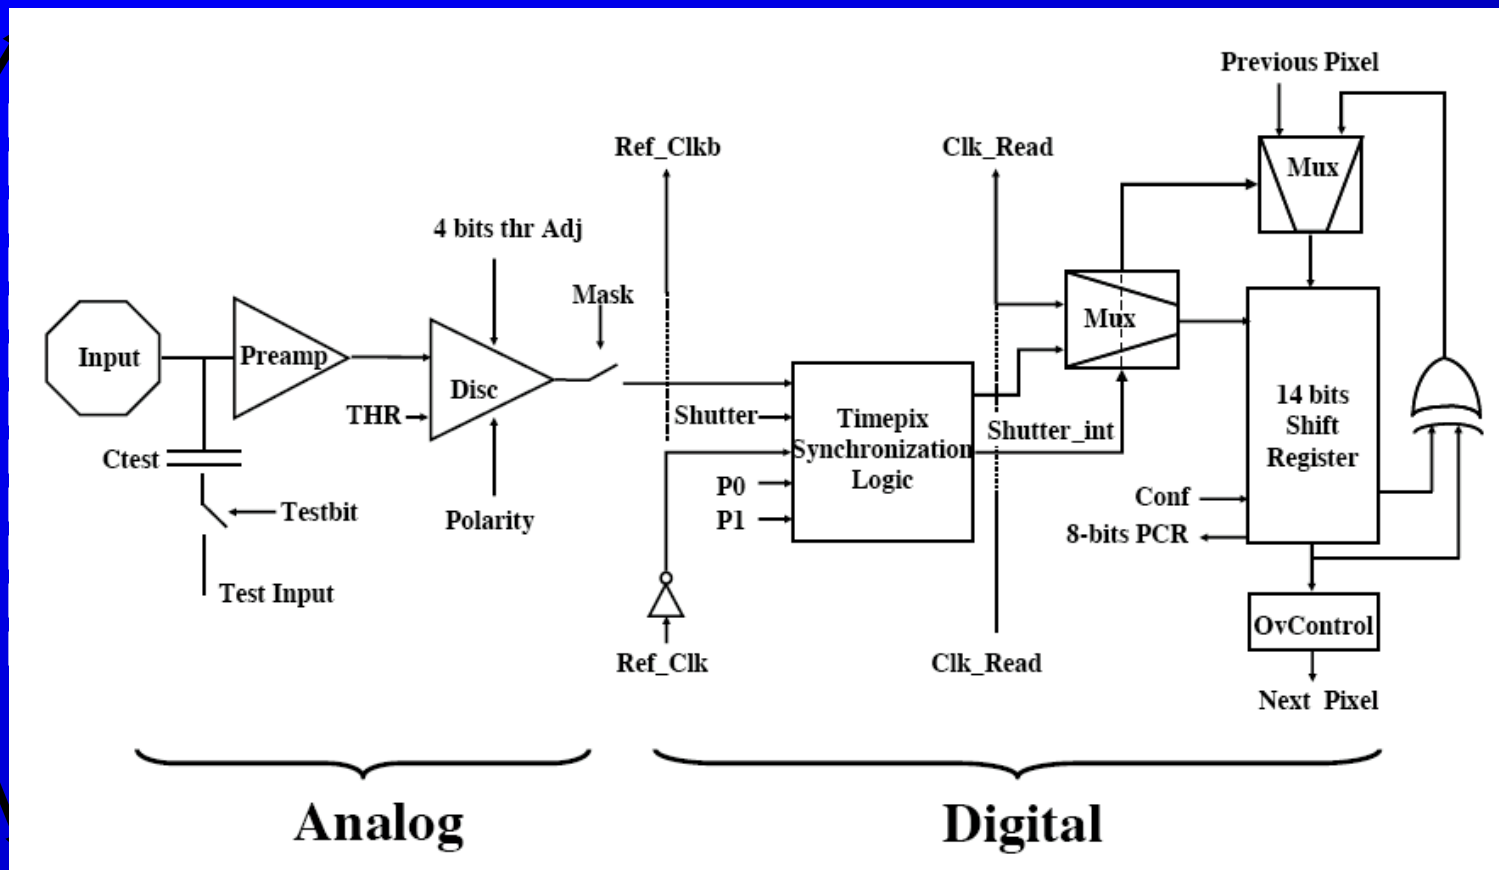 Previous Pixel
Ref_Clkb
Clk_Read
Mux
4 bits thr Adj
Mask
Input
Preamp
Disc
THR
Shutter
Timepix
Synchronization
Logic
Shutter_int
Mux
14 bits
Shift
Register
Ctest
Testbit
Polarity
P0
P1
Conf
8-bits PCR
Test Input
OvControl
Ref_Clk
Clk_Read
Next Pixel
Analog
Digital